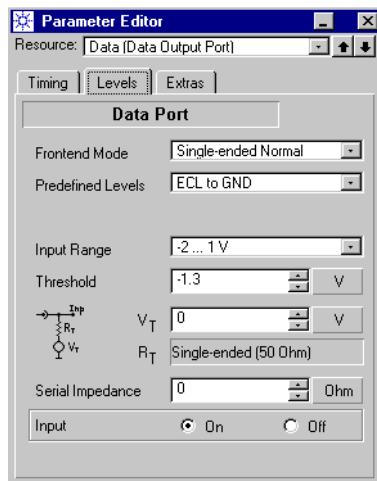 Parameter Editor
Resource: Data (Data Output Port)
Timing Levels Extras
Data Port
Frontend Mode Single-ended Normal
Predefined Levels ECL to GND
Input Range -2 ... 1 V
Threshold -1.3 V
Inp
RT
VT
VT 0 V
RT Single-ended (50 Ohm)
Serial Impedance 0 Ohm
Input On Off